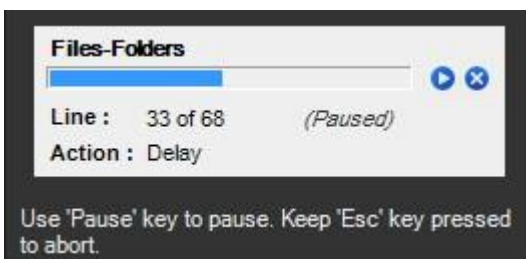 Files-Folders
Line : 33 of 68 (Paused)
Action : Delay
Use 'Pause' key to pause. Keep 'Esc' key pressed
to abort.